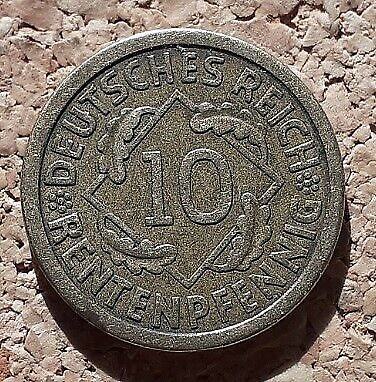 DEUTSCHES REICH
10
RENTENPFENNIG